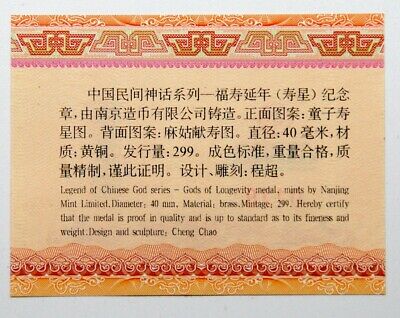 中国民间神话系列—福寿延年（寿星）纪念
章，由南京造币有限公司铸造。正面图案：童子寿
星图。背面图案：麻姑献寿图。直径：40 毫米，材
质：黄铜。发行量：299。成色标准，重量合格，质
量精制，谨此证明。设计、雕刻：程超。
Legend of Chinese God series - Gods of Longevity medal, mints by Nanjing
Mint Limited.Diameter: 40 mm. Material: brass.Mintage: 299. Hereby certify
that the medal is proof in quality and is up to standard as to its fineness and
weight.Design and sculpture: Cheng Chao